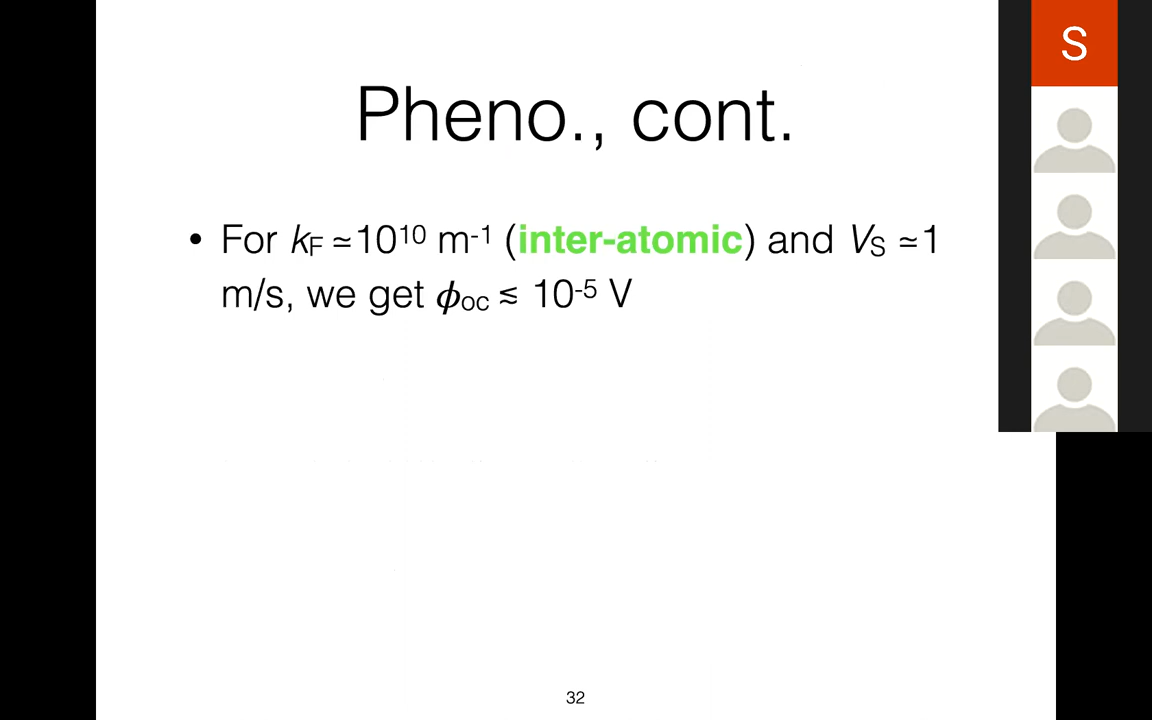 Pheno., cont.
• For kF ≃10¹⁰ m⁻¹ (inter-atomic) and VS ≃1
m/s, we get ϕoc ≲ 10⁻⁵ V
32
S